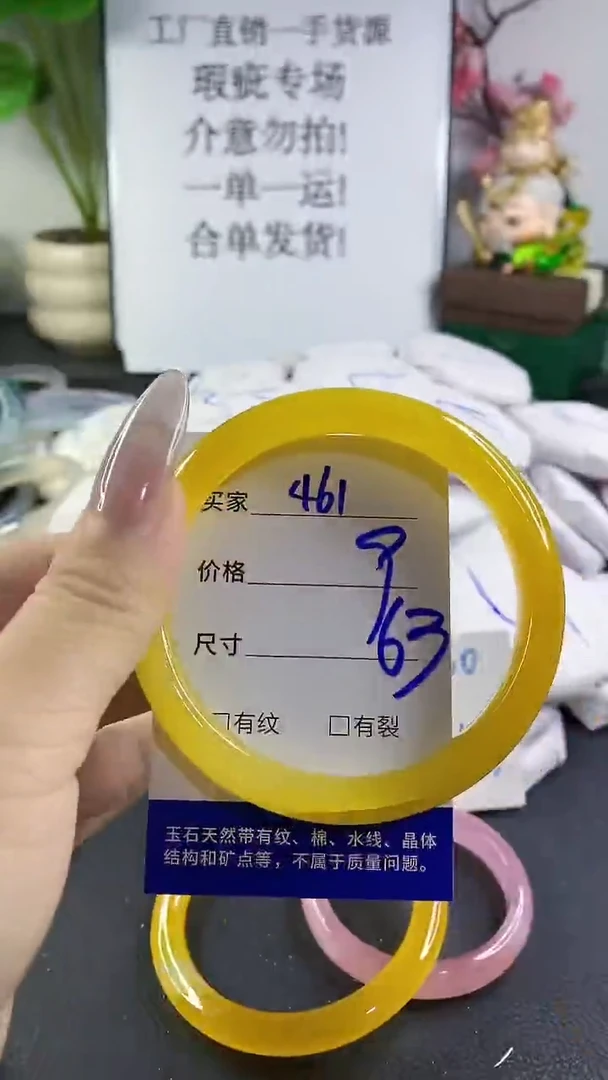 工厂直销一手货源
瑕疵专场
介意勿拍!
一单一运!
合单发货!
买家 461
价格
尺寸 63
□有纹 □有裂
玉石天然带有纹、棉、水线、晶体
结构和矿点等，不属于质量问题。